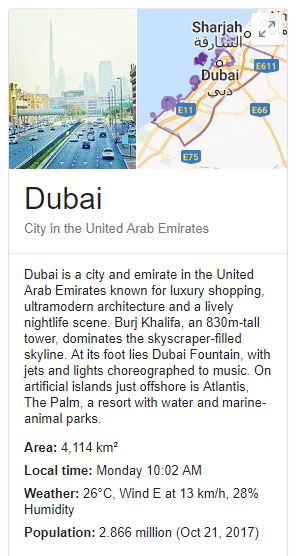 Sharjah
الشارقة
Dubai
دبي
E611
E11
E66
E75
Dubai
City in the United Arab Emirates
Dubai is a city and emirate in the United
Arab Emirates known for luxury shopping,
ultramodern architecture and a lively
nightlife scene. Burj Khalifa, an 830m-tall
tower, dominates the skyscraper-filled
skyline. At its foot lies Dubai Fountain, with
jets and lights choreographed to music. On
artificial islands just offshore is Atlantis,
The Palm, a resort with water and marine-
animal parks.
Area: 4,114 km²
Local time: Monday 10:02 AM
Weather: 26°C, Wind E at 13 km/h, 28%
Humidity
Population: 2.866 million (Oct 21, 2017)